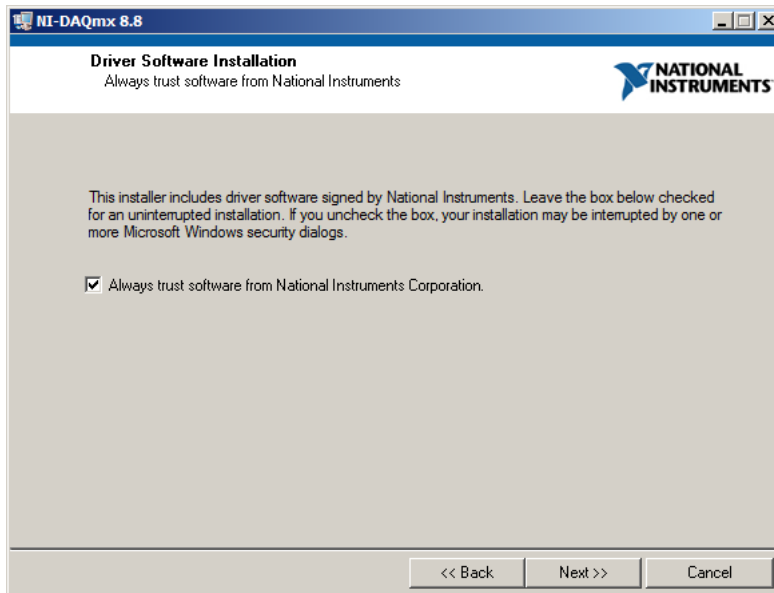 NI-DAQmx 8.8
Driver Software Installation
Always trust software from National Instruments
NATIONAL
INSTRUMENTS
This installer includes driver software signed by National Instruments. Leave the box below checked
for an uninterrupted installation. If you uncheck the box, your installation may be interrupted by one or
more Microsoft Windows security dialogs.
Always trust software from National Instruments Corporation.
<< Back Next >> Cancel